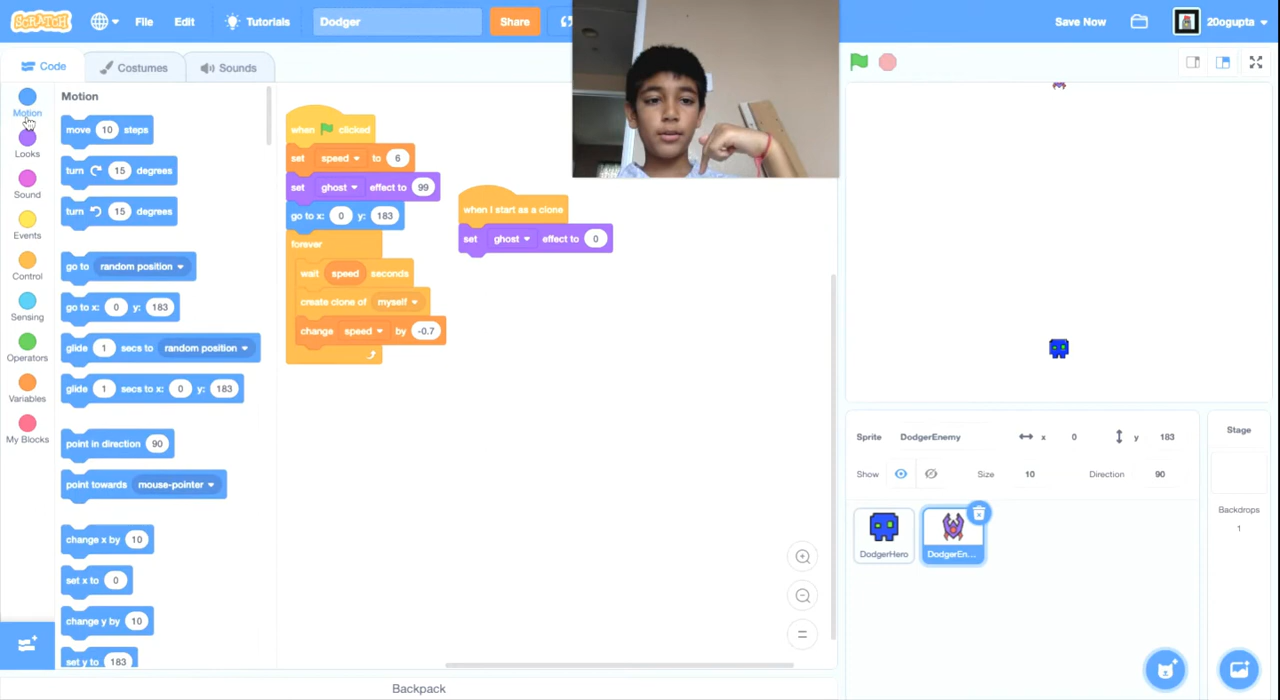 SCRATCH File Edit Tutorials Dodger Share Save Now 20ogupta
Code Costumes Sounds
Motion
Looks
Sound
Events
Control
Sensing
Operators
Variables
My Blocks
Motion
move 10 steps
turn 15 degrees
turn 15 degrees
go to random position
go to x: 0 y: 183
glide 1 secs to random position
glide 1 secs to x: 0 y: 183
point in direction 90
point towards mouse-pointer
change x by 10
set x to 0
change y by 10
set y to 183
when clicked
set speed to 6
set ghost effect to 99
go to x: 0 y: 183
forever
wait speed seconds
create clone of myself
change speed by -0.7
when I start as a clone
set ghost effect to 0
Sprite DodgerEnemy x 0 y 183
Show Size 10 Direction 90
DodgerHero DodgerEn...
Stage
Backdrops
1
Backpack